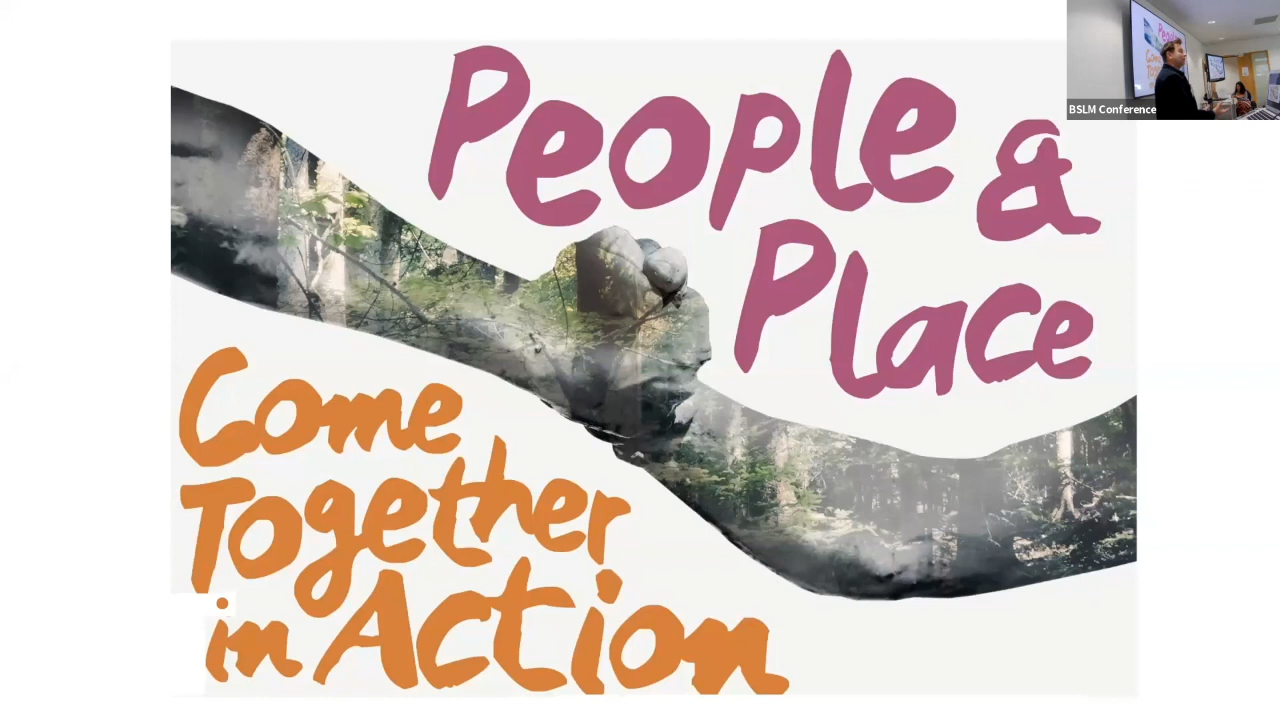 People &
Place
Come
Together
in Action
BSLM Conference